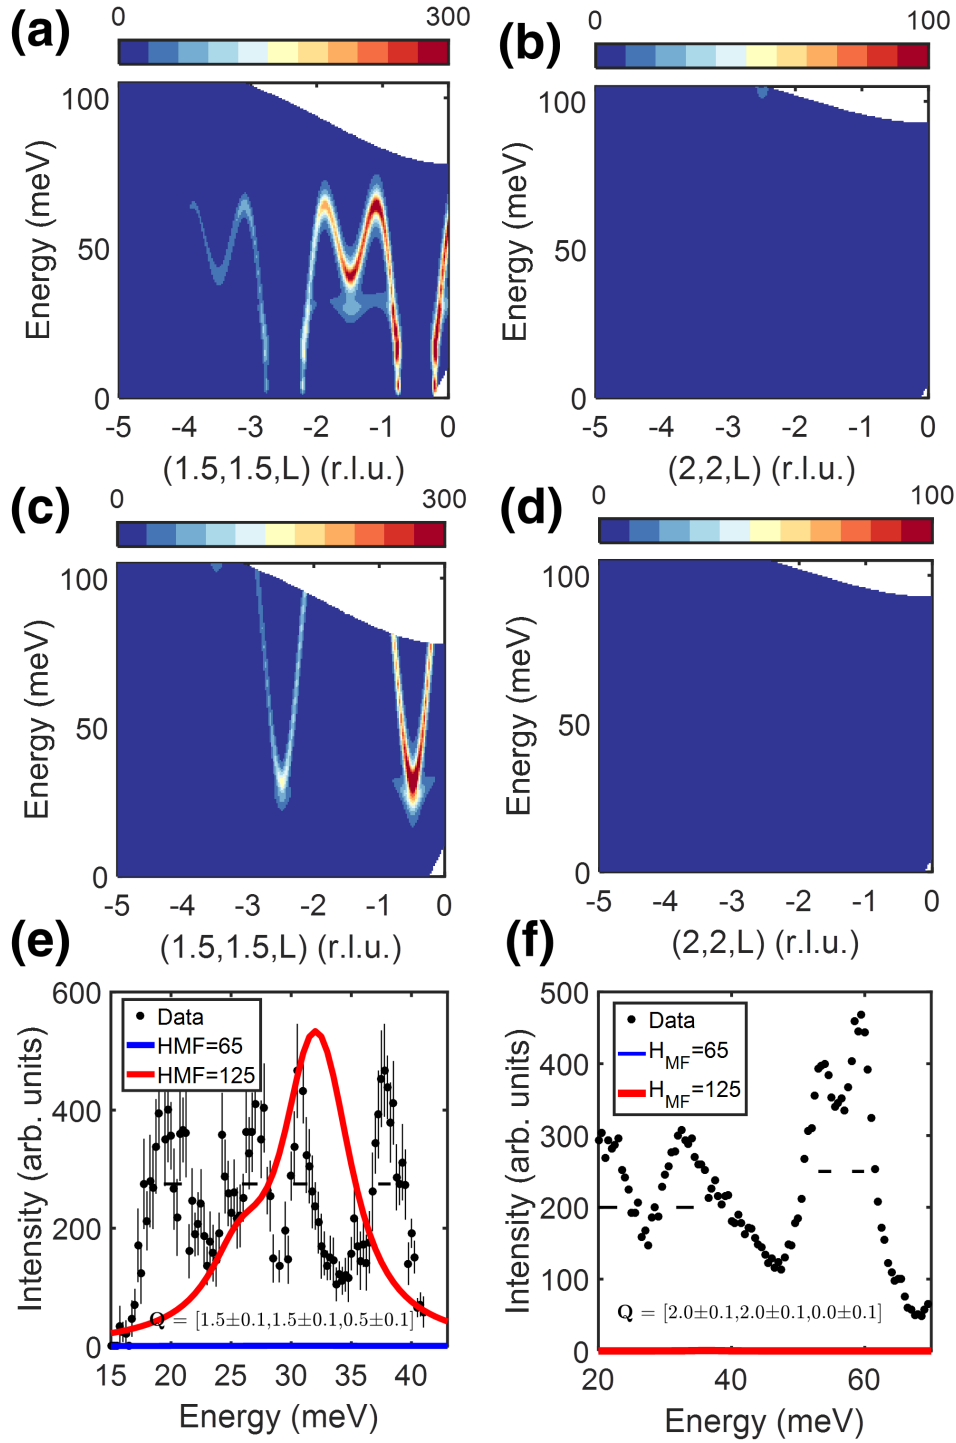 (a)
0 300
Energy (meV)
100
50
0
-5 -4 -3 -2 -1 0
(1.5,1.5,L) (r.l.u.)
(b)
0 100
Energy (meV)
100
50
0
-5 -4 -3 -2 -1 0
(2,2,L) (r.l.u.)
(c)
0 300
Energy (meV)
100
50
0
-5 -4 -3 -2 -1 0
(1.5,1.5,L) (r.l.u.)
(d)
0 100
Energy (meV)
100
50
0
-5 -4 -3 -2 -1 0
(2,2,L) (r.l.u.)
(e)
Intensity (arb. units)
600
400
200
0
Data
HMF=65
HMF=125
Q = [1.5±0.1,1.5±0.1,0.5±0.1]
15 20 25 30 35 40
Energy (meV)
(f)
Intensity (arb. units)
500
400
300
200
100
0
Data
H_MF=65
H_MF=125
Q = [2.0±0.1,2.0±0.1,0.0±0.1]
20 40 60
Energy (meV)